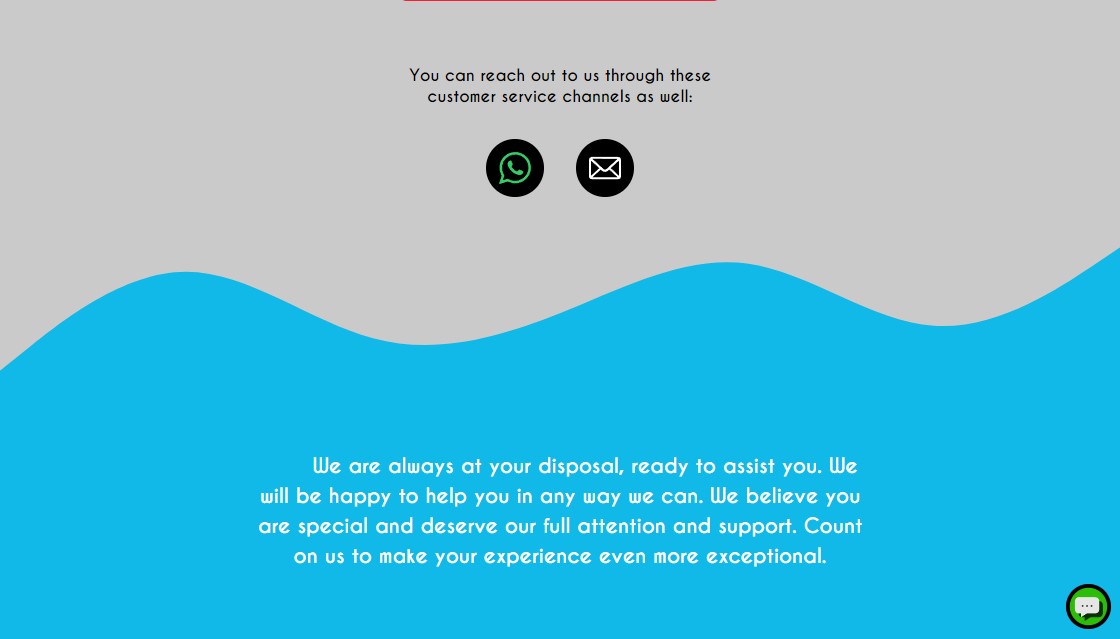 You can reach out to us through these
customer service channels as well:
We are always at your disposal, ready to assist you. We
will be happy to help you in any way we can. We believe you
are special and deserve our full attention and support. Count
on us to make your experience even more exceptional.